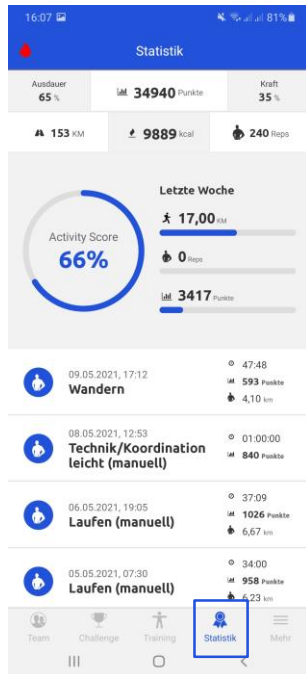 16:07 81%
Statistik
Ausdauer
65 %
34940 Punkte
Kraft
35 %
153 KM
9889 kcal
240 Reps
Activity Score
66%
Letzte Woche
17,00 KM
0 Reps
3417 Punkte
09.05.2021, 17:12
Wandern
47:48
593 Punkte
4,10 km
08.05.2021, 12:53
Technik/Koordination
leicht (manuell)
01:00:00
840 Punkte
06.05.2021, 19:05
Laufen (manuell)
37:09
1026 Punkte
6,67 km
05.05.2021, 07:30
Laufen (manuell)
34:00
958 Punkte
6,23 km
Team Challenge Training Statistik Mehr